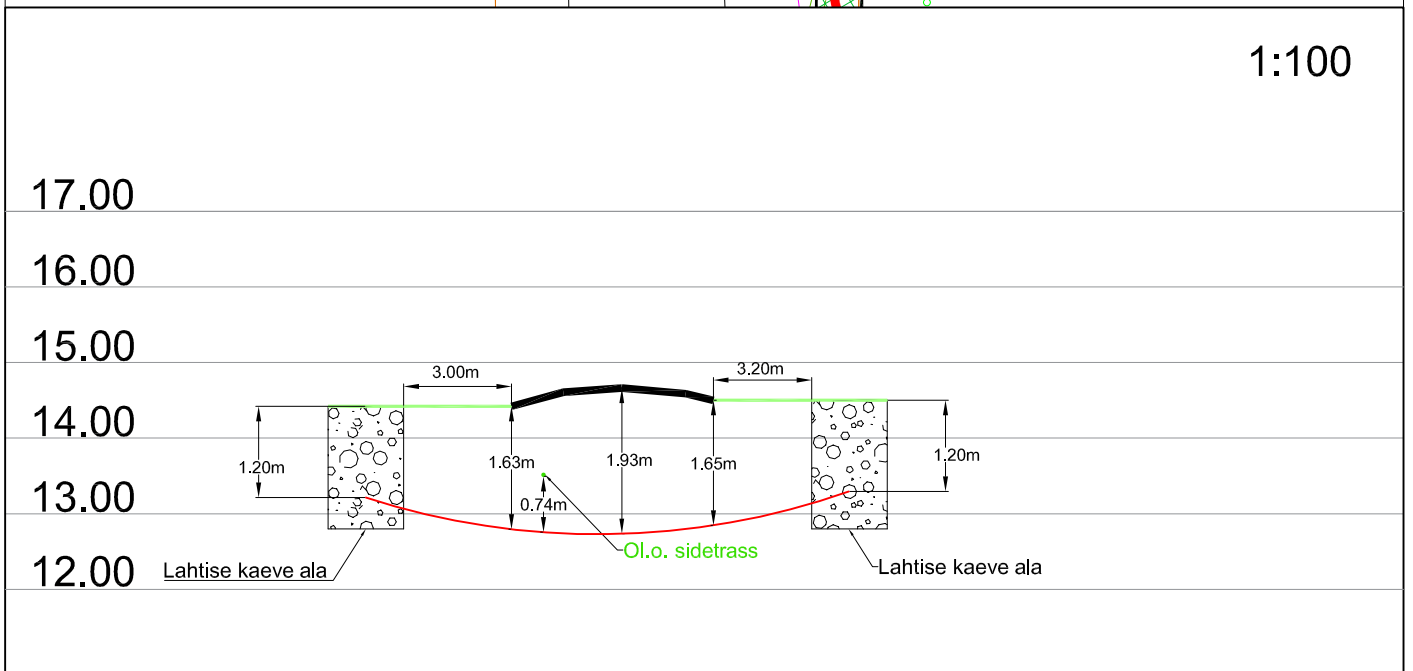 1:100
17.00
16.00
15.00
3.00m
3.20m
14.00
1.20m
1.63m
1.93m
1.65m
1.20m
13.00
0.74m
Ol.o. sidetrass
12.00
Lahtise kaeve ala
Lahtise kaeve ala